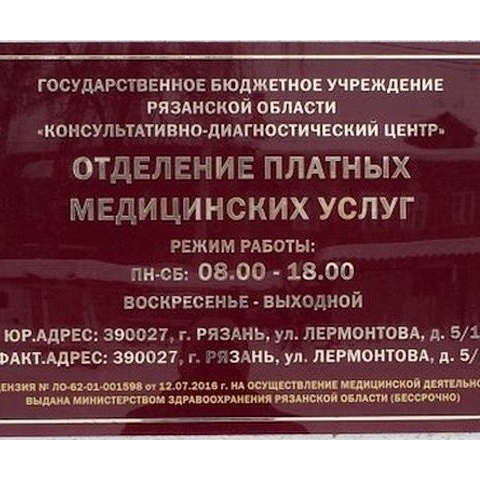 ГОСУДАРСТВЕННОЕ БЮДЖЕТНОЕ УЧРЕЖДЕНИЕ
РЯЗАНСКОЙ ОБЛАСТИ
«КОНСУЛЬТАТИВНО-ДИАГНОСТИЧЕСКИЙ ЦЕНТР»
ОТДЕЛЕНИЕ ПЛАТНЫХ
МЕДИЦИНСКИХ УСЛУГ
РЕЖИМ РАБОТЫ:
ПН-СБ: 08.00 - 18.00
ВОСКРЕСЕНЬЕ - ВЫХОДНОЙ
ЮР.АДРЕС: 390027, г. РЯЗАНЬ, ул. ЛЕРМОНТОВА, д. 5/1
ФАКТ.АДРЕС: 390027, г. РЯЗАНЬ, ул. ЛЕРМОНТОВА, д. 5/
ЕНЗИЯ № ЛО-62-01-001598 от 12.07.2016 г. НА ОСУЩЕСТВЛЕНИЕ МЕДИЦИНСКОЙ ДЕЯТЕЛЬНО
ВЫДАНА МИНИСТЕРСТВОМ ЗДРАВООХРАНЕНИЯ РЯЗАНСКОЙ ОБЛАСТИ (БЕССРОЧНО)